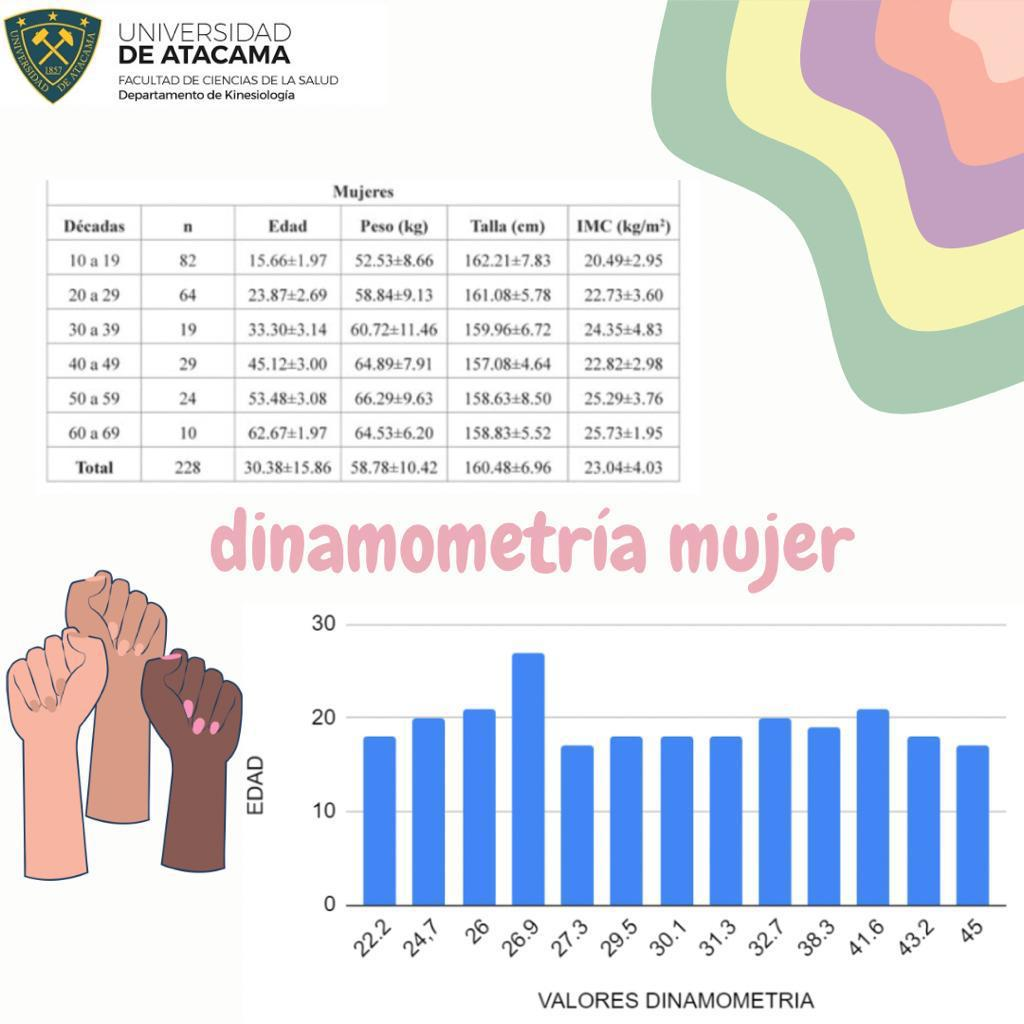 UNIVERSIDAD
DE ATACAMA
FACULTAD DE CIENCIAS DE LA SALUD
Departamento de Kinesiología
UNIVERSIDAD DE ATACAMA
1857
Mujeres
Décadas n Edad Peso (kg) Talla (cm) IMC (kg/m²)
10 a 19 82 15.66±1.97 52.53±8.66 162.21±7.83 20.49±2.95
20 a 29 64 23.87±2.69 58.84±9.13 161.08±5.78 22.73±3.60
30 a 39 19 33.30±3.14 60.72±11.46 159.96±6.72 24.35±4.83
40 a 49 29 45.12±3.00 64.89±7.91 157.08±4.64 22.82±2.98
50 a 59 24 53.48±3.08 66.29±9.63 158.63±8.50 25.29±3.76
60 a 69 10 62.67±1.97 64.53±6.20 158.83±5.52 25.73±1.95
Total 228 30.38±15.86 58.78±10.42 160.48±6.96 23.04±4.03
dinamometría mujer
30
20
10
0
EDAD
22.2 24,7 26 26.9 27.3 29.5 30.1 31.3 32.7 38.3 41.6 43.2 45
VALORES DINAMOMETRIA